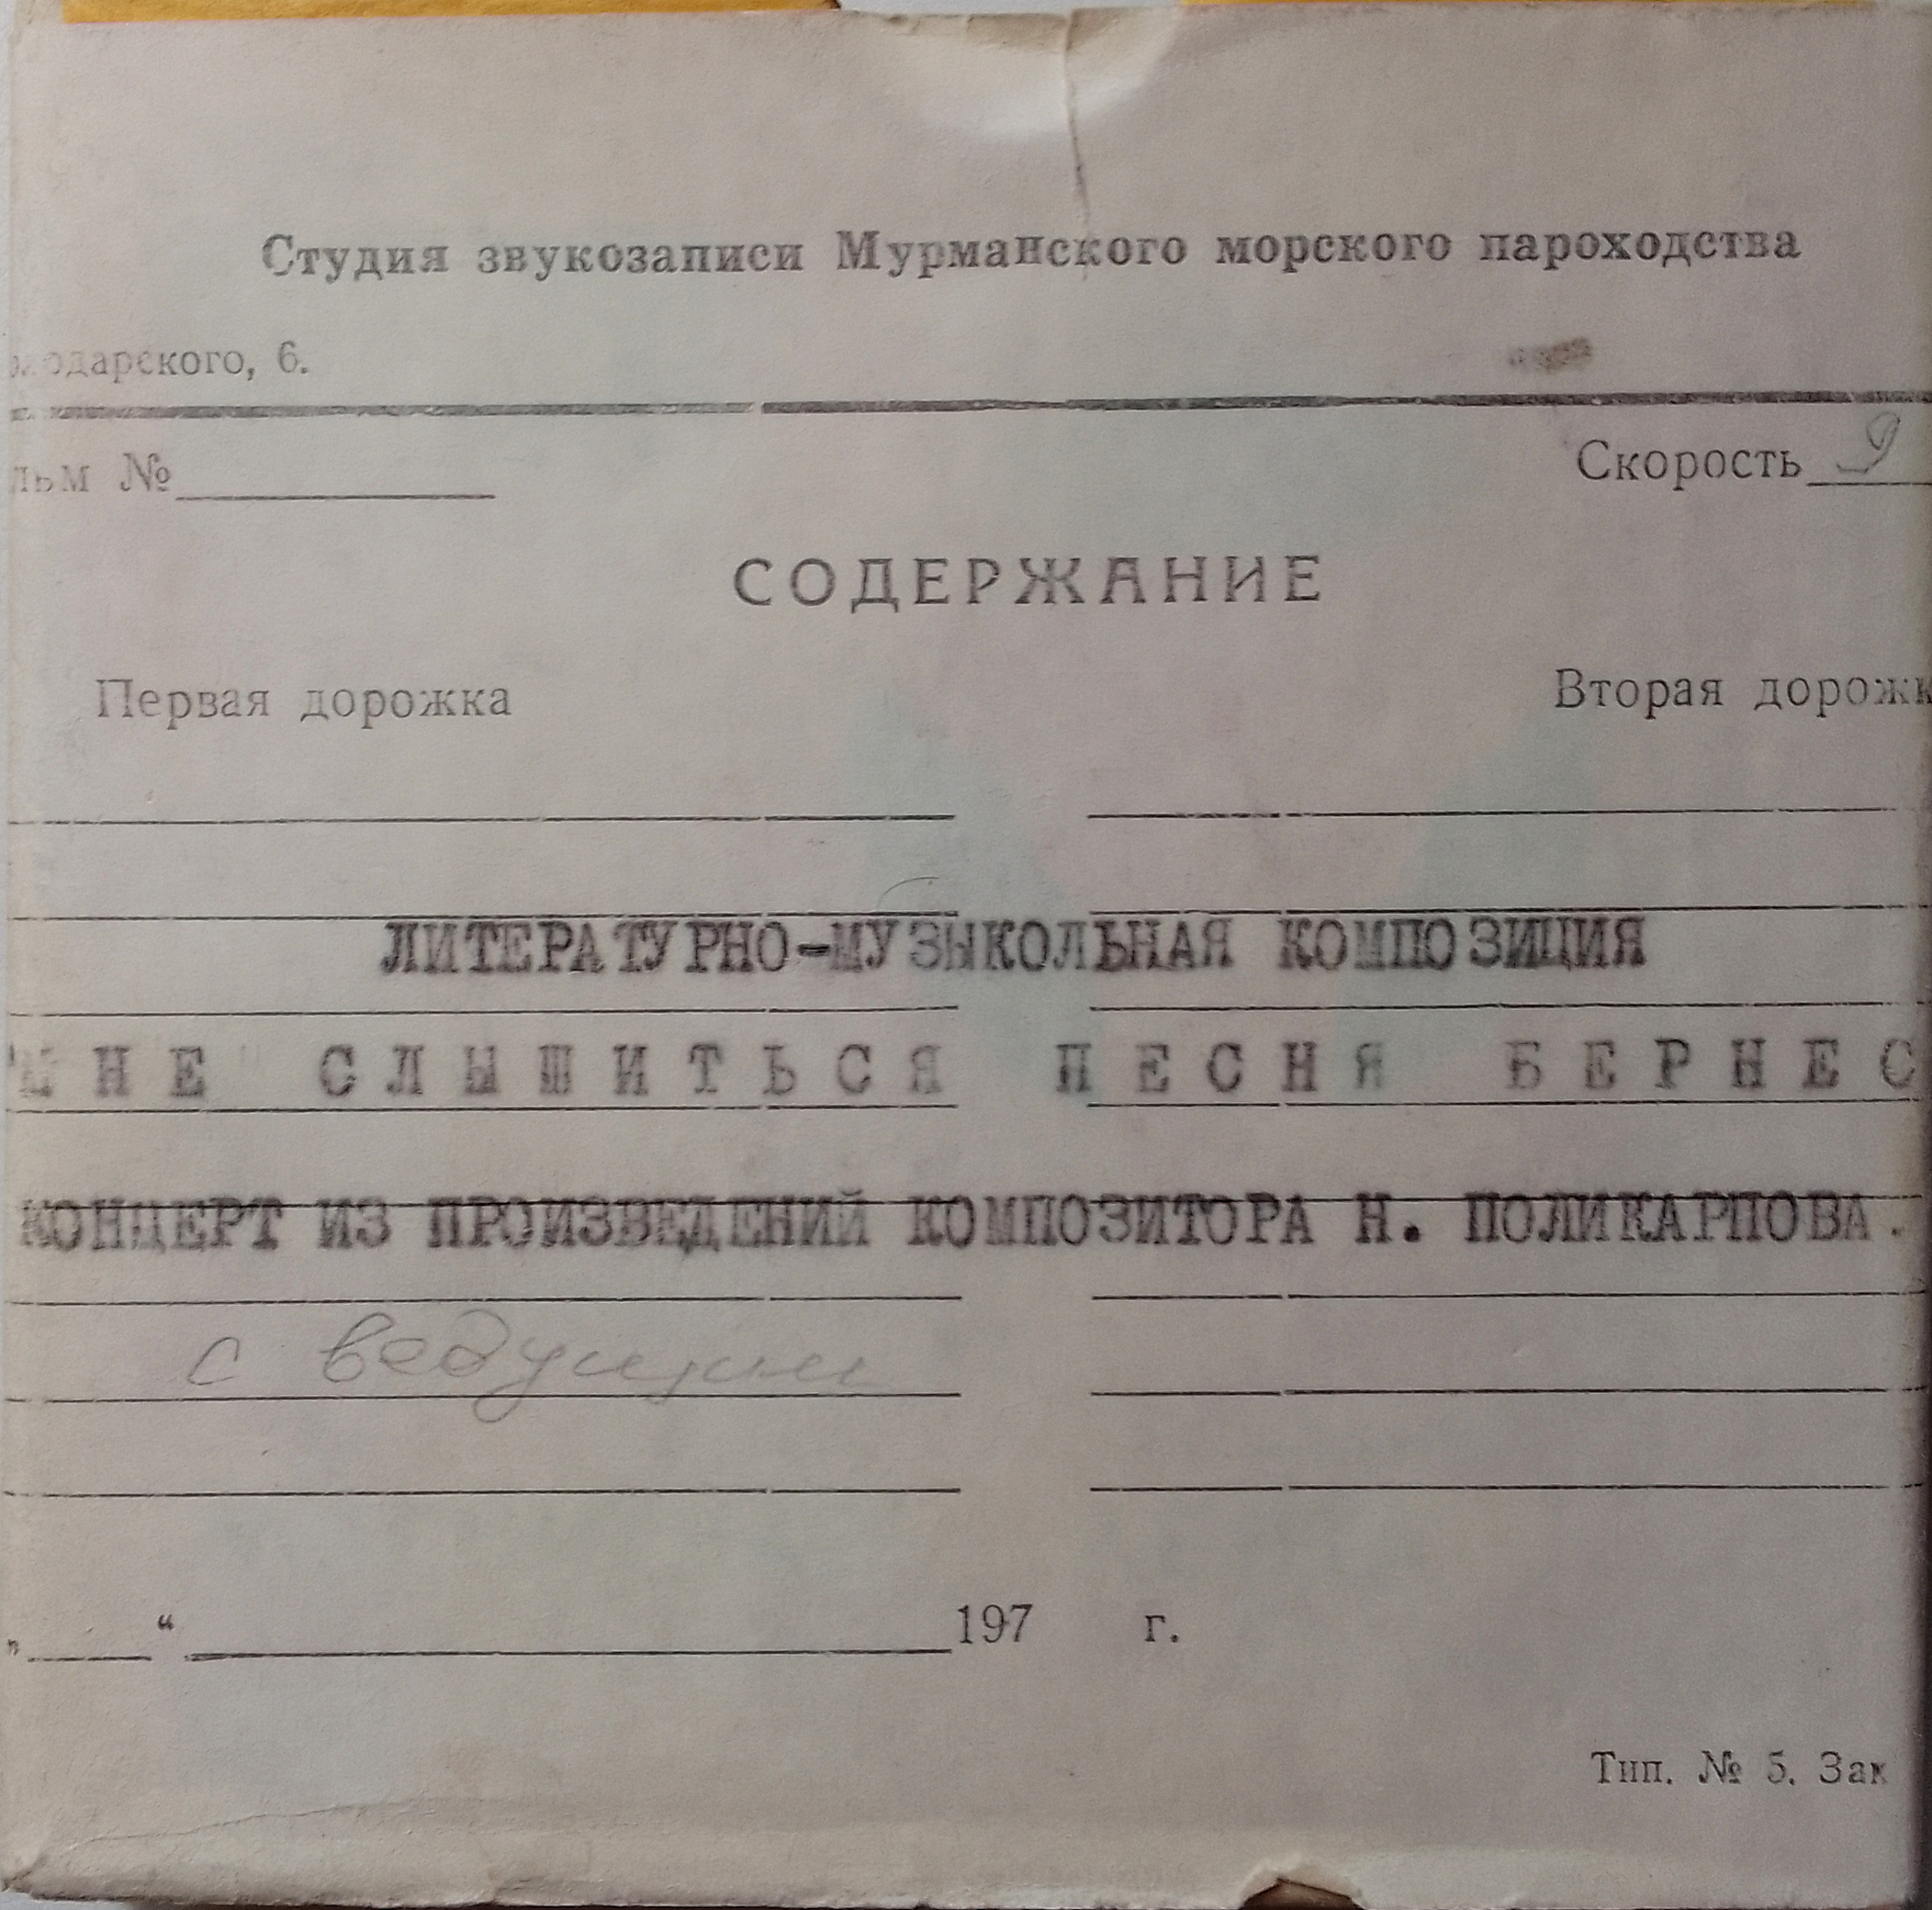 Студия звукозаписи Мурманского морского пароходства
одарского, 6.
льм № Скорость 9
СОДЕРЖАНИЕ
Первая дорожка Вторая дорожк
ЛИТЕРАТУРНО-МУЗЫКОЛЬНАЯ КОМПОЗИЦИЯ
МНЕ СЛЫШИТЬСЯ ПЕСНЯ БЕРНЕС
КОНЦЕРТ ИЗ ПРОИЗВЕДЕНИЙ КОМПОЗИТОРА Н. ПОЛИКАРПОВА.
с ведущим
„ “ 197 г.
Тип. № 5. Зак